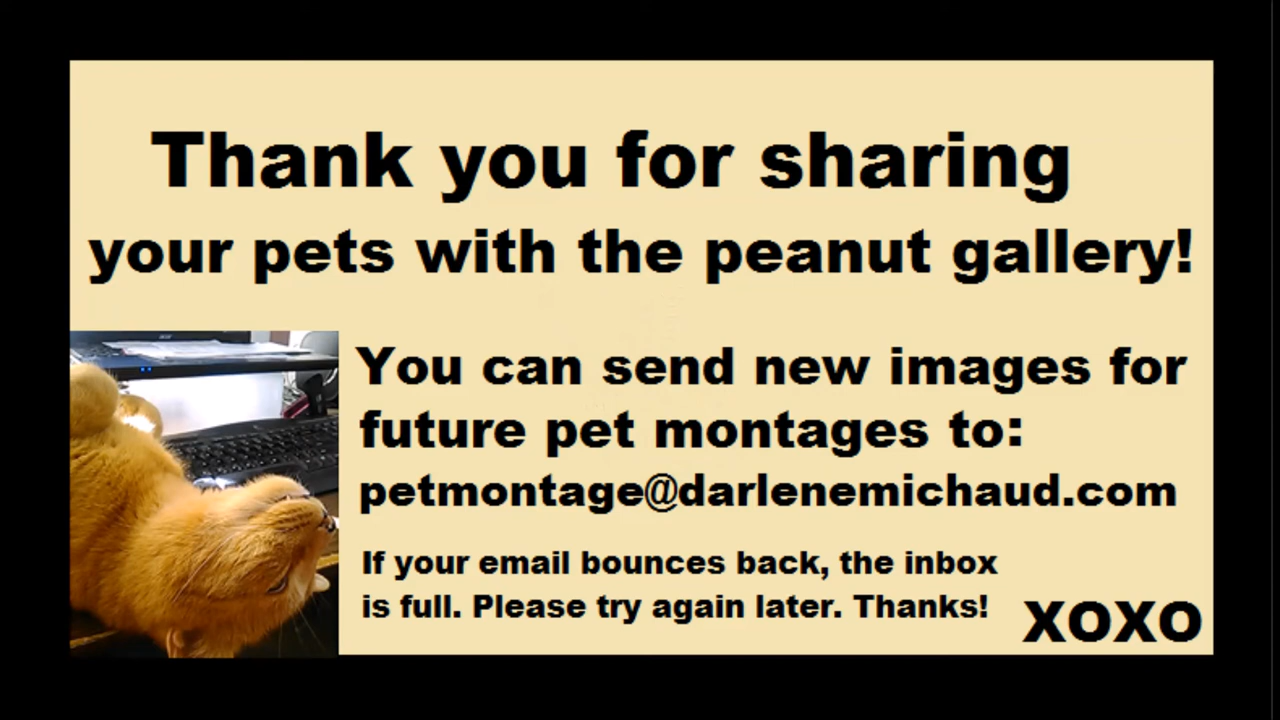 Thank you for sharing
your pets with the peanut gallery!
You can send new images for
future pet montages to:
petmontage@darlenemichaud.com
If your email bounces back, the inbox
is full. Please try again later. Thanks!
XOXO